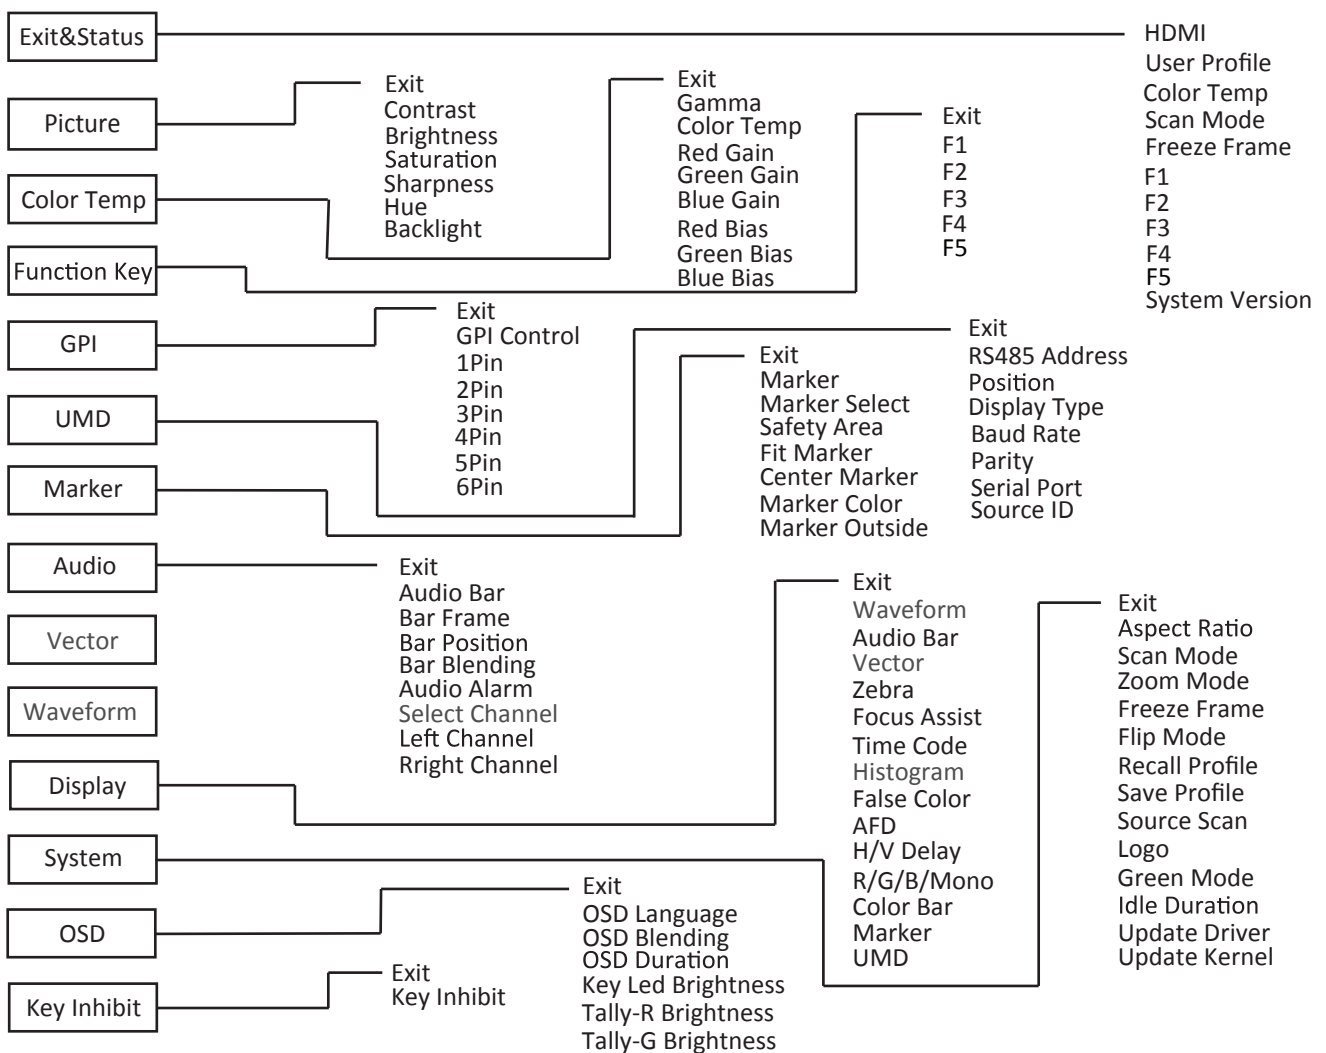 Exit&Status
HDMI
User Profile
Color Temp
Scan Mode
Freeze Frame
F1
F2
F3
F4
F5
System Version
Picture
Exit
Contrast
Brightness
Saturation
Sharpness
Hue
Backlight
Color Temp
Exit
Gamma
Color Temp
Red Gain
Green Gain
Blue Gain
Red Bias
Green Bias
Blue Bias
Function Key
Exit
F1
F2
F3
F4
F5
GPI
Exit
GPI Control
1Pin
2Pin
3Pin
4Pin
5Pin
6Pin
UMD
Exit
RS485 Address
Position
Display Type
Baud Rate
Parity
Serial Port
Source ID
Marker
Exit
Marker
Marker Select
Safety Area
Fit Marker
Center Marker
Marker Color
Marker Outside
Audio
Exit
Audio Bar
Bar Frame
Bar Position
Bar Blending
Audio Alarm
Select Channel
Left Channel
Rright Channel
Vector
Waveform
Display
Exit
Waveform
Audio Bar
Vector
Zebra
Focus Assist
Time Code
Histogram
False Color
AFD
H/V Delay
R/G/B/Mono
Color Bar
Marker
UMD
System
Exit
Aspect Ratio
Scan Mode
Zoom Mode
Freeze Frame
Flip Mode
Recall Profile
Save Profile
Source Scan
Logo
Green Mode
Idle Duration
Update Driver
Update Kernel
OSD
Exit
OSD Language
OSD Blending
OSD Duration
Key Led Brightness
Tally-R Brightness
Tally-G Brightness
Key Inhibit
Exit
Key Inhibit